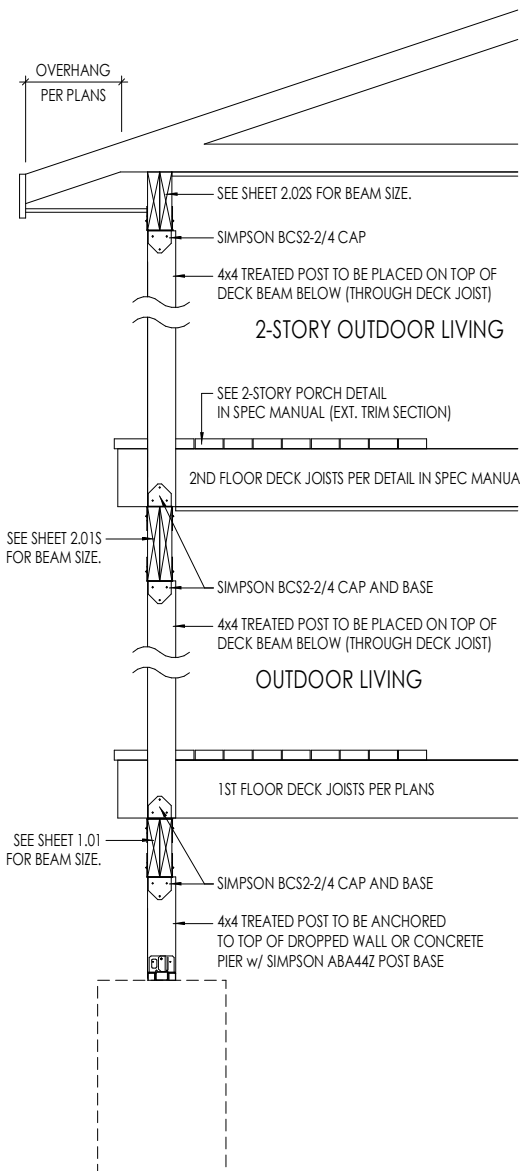 OVERHANG
PER PLANS
SEE SHEET 2.02S FOR BEAM SIZE.
SIMPSON BCS2-2/4 CAP
4x4 TREATED POST TO BE PLACED ON TOP OF
DECK BEAM BELOW (THROUGH DECK JOIST)
2-STORY OUTDOOR LIVING
SEE 2-STORY PORCH DETAIL
IN SPEC MANUAL (EXT. TRIM SECTION)
2ND FLOOR DECK JOISTS PER DETAIL IN SPEC MANUA
SEE SHEET 2.01S
FOR BEAM SIZE.
SIMPSON BCS2-2/4 CAP AND BASE
4x4 TREATED POST TO BE PLACED ON TOP OF
DECK BEAM BELOW (THROUGH DECK JOIST)
OUTDOOR LIVING
1ST FLOOR DECK JOISTS PER PLANS
SEE SHEET 1.01
FOR BEAM SIZE.
SIMPSON BCS2-2/4 CAP AND BASE
4x4 TREATED POST TO BE ANCHORED
TO TOP OF DROPPED WALL OR CONCRETE
PIER w/ SIMPSON ABA44Z POST BASE